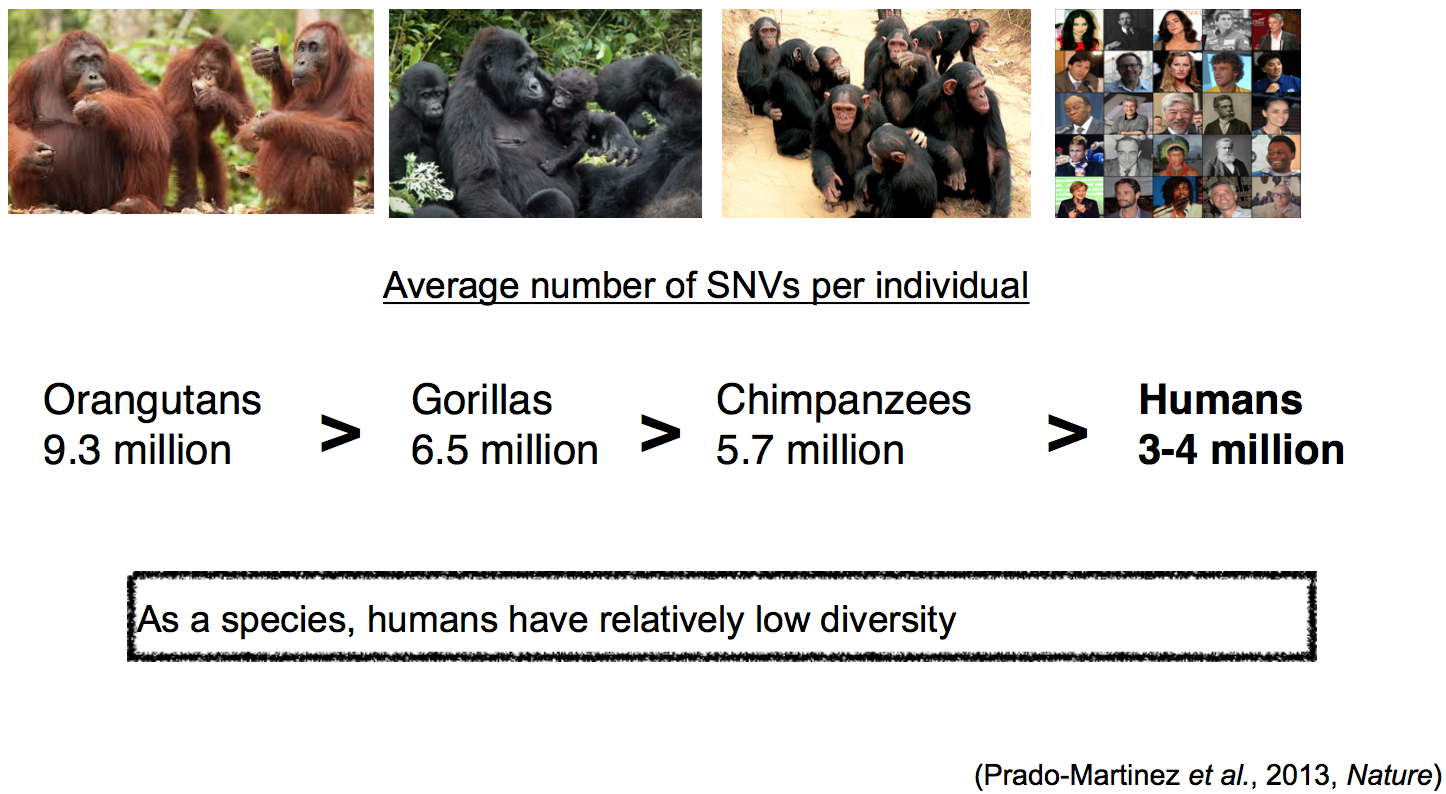 Average number of SNVs per individual
Orangutans > Gorillas > Chimpanzees > Humans
9.3 million 6.5 million 5.7 million 3-4 million
As a species, humans have relatively low diversity
(Prado-Martinez et al., 2013, Nature)